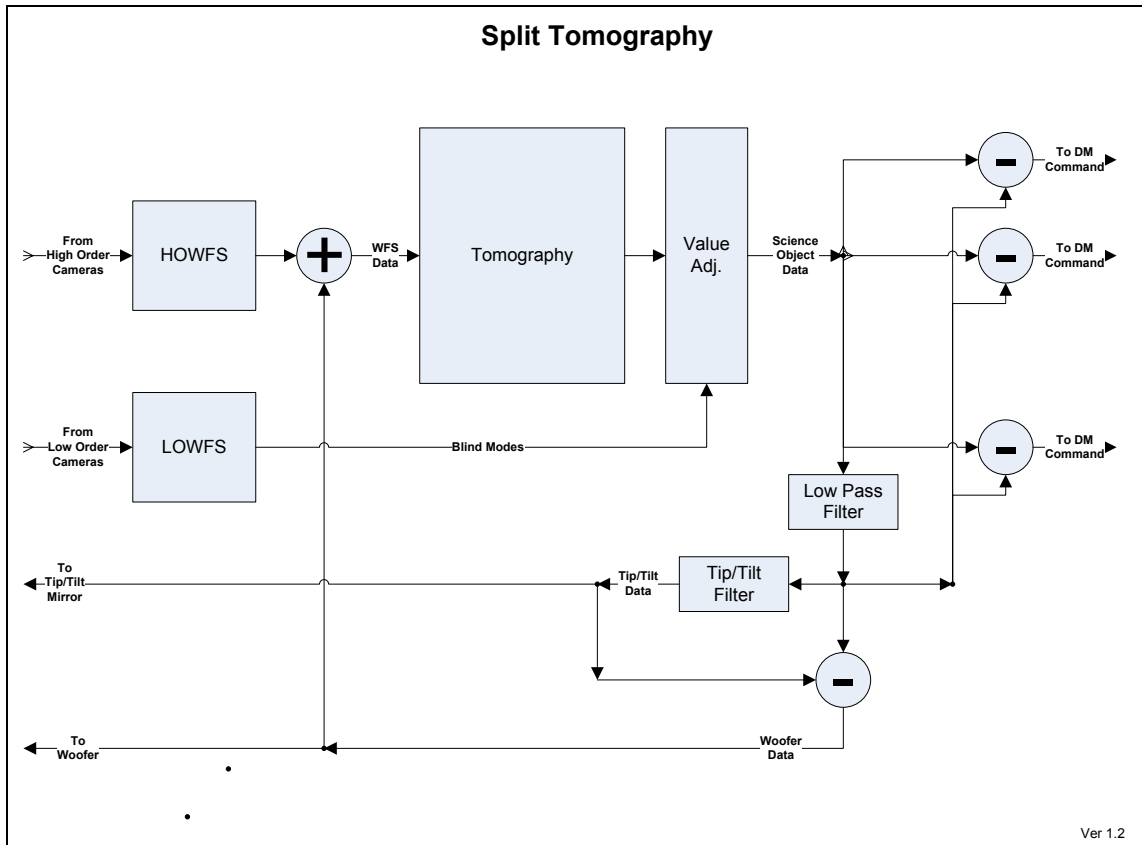 Split Tomography
To DM
Command
From
High Order
Cameras
HOWFS
+
WFS
Data
Tomography
Value
Adj.
Science
Object
Data
-
To DM
Command
-
From
Low Order
Cameras
LOWFS
Blind Modes
To DM
Command
-
Low Pass
Filter
To
Tip/Tilt
Mirror
Tip/Tilt
Data
Tip/Tilt
Filter
-
To
Woofer
Woofer
Data
Ver 1.2